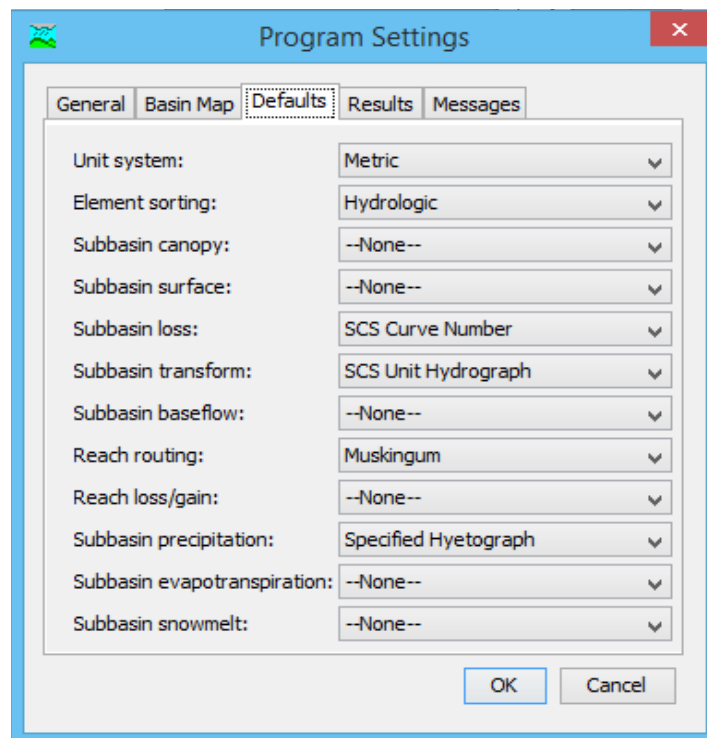 Program Settings
General Basin Map Defaults Results Messages
Unit system: Metric
Element sorting: Hydrologic
Subbasin canopy: --None--
Subbasin surface: --None--
Subbasin loss: SCS Curve Number
Subbasin transform: SCS Unit Hydrograph
Subbasin baseflow: --None--
Reach routing: Muskingum
Reach loss/gain: --None--
Subbasin precipitation: Specified Hyetograph
Subbasin evapotranspiration: --None--
Subbasin snowmelt: --None--
OK Cancel